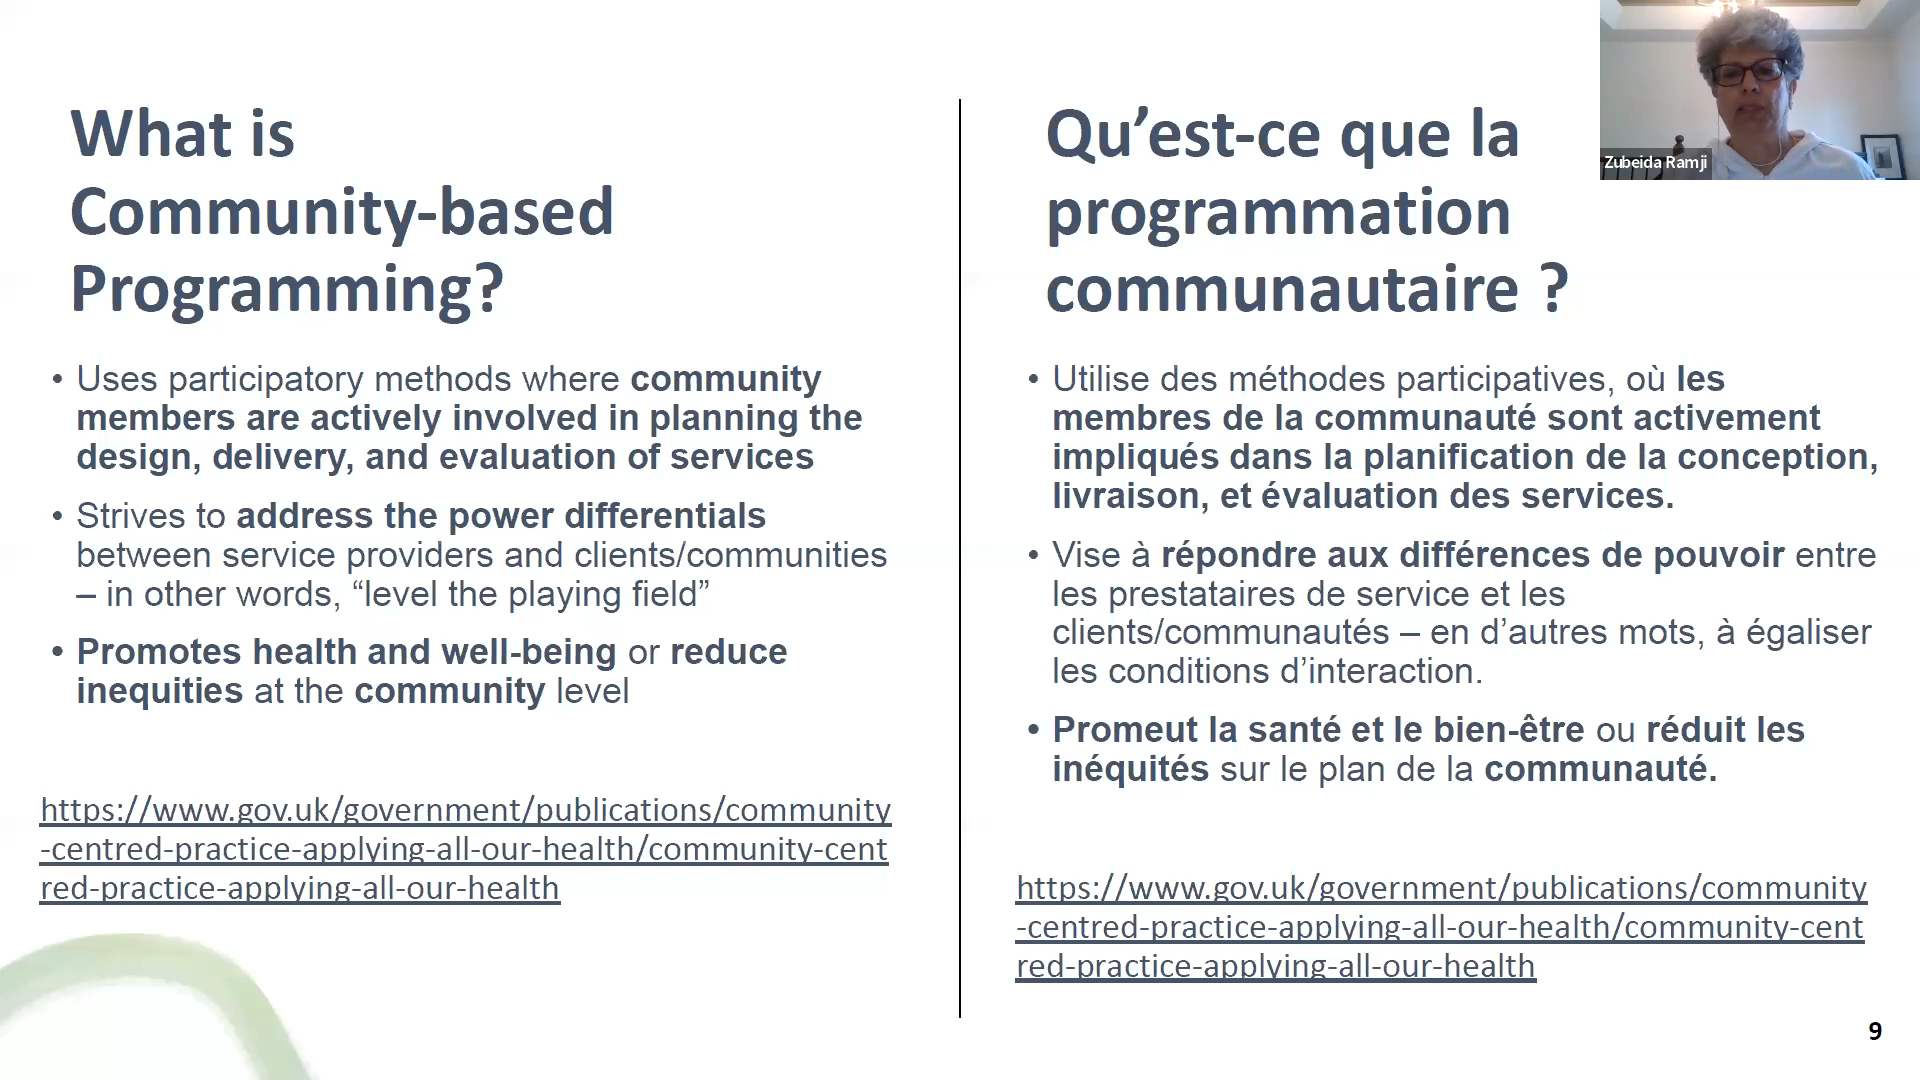 What is
Community-based
Programming?
• Uses participatory methods where community
members are actively involved in planning the
design, delivery, and evaluation of services
• Strives to address the power differentials
between service providers and clients/communities
– in other words, “level the playing field”
• Promotes health and well-being or reduce
inequities at the community level
https://www.gov.uk/government/publications/community
-centred-practice-applying-all-our-health/community-cent
red-practice-applying-all-our-health
Qu’est-ce que la
programmation
communautaire ?
• Utilise des méthodes participatives, où les
membres de la communauté sont activement
impliqués dans la planification de la conception,
livraison, et évaluation des services.
• Vise à répondre aux différences de pouvoir entre
les prestataires de service et les
clients/communautés – en d’autres mots, à égaliser
les conditions d’interaction.
• Promeut la santé et le bien-être ou réduit les
inéquités sur le plan de la communauté.
https://www.gov.uk/government/publications/community
-centred-practice-applying-all-our-health/community-cent
red-practice-applying-all-our-health
Zubeida Ramji
9